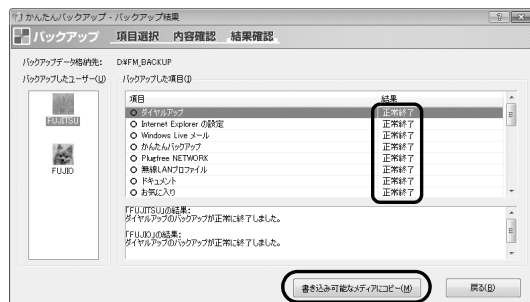 かんたんバックアップ - バックアップ結果
バックアップ 項目選択 内容確認 結果確認
バックアップデータ格納先: D¥FM_BACKUP
バックアップしたユーザー(U) バックアップした項目(I)
項目 結果
FUJITSU
FUJIO
ダイヤルアップ 正常終了
Internet Explorer の設定 正常終了
Windows Live メール 正常終了
かんたんバックアップ 正常終了
Plugfree NETWORK 正常終了
無線LANプロファイル 正常終了
ドキュメント 正常終了
お気に入り 正常終了
「FUJITSU」の結果:
ダイヤルアップのバックアップが正常に終了しました。
「FUJIO」の結果:
ダイヤルアップのバックアップが正常に終了しました。
書き込み可能なメディアにコピー(M) 戻る(B)